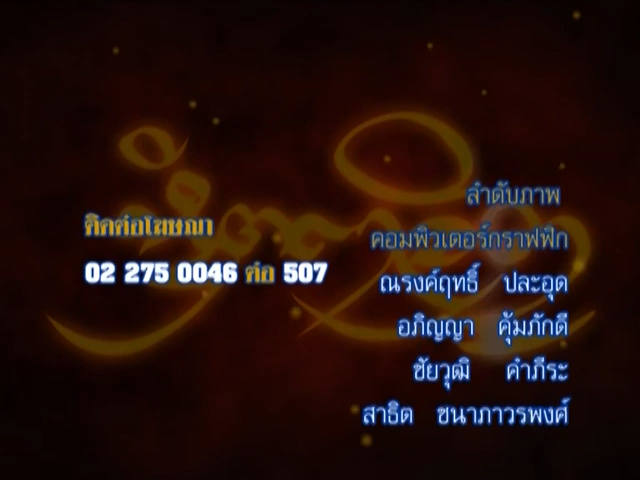 ติดต่อโฆษณา
02 275 0046 ต่อ 507
ลำดับภาพ
คอมพิวเตอร์กราฟฟิก
ณรงค์ฤทธิ์ ปละอุด
อภิญญา คุ้มภักดี
ชัยวุฒิ คำภีระ
สาธิต ชนาภาวรพงศ์